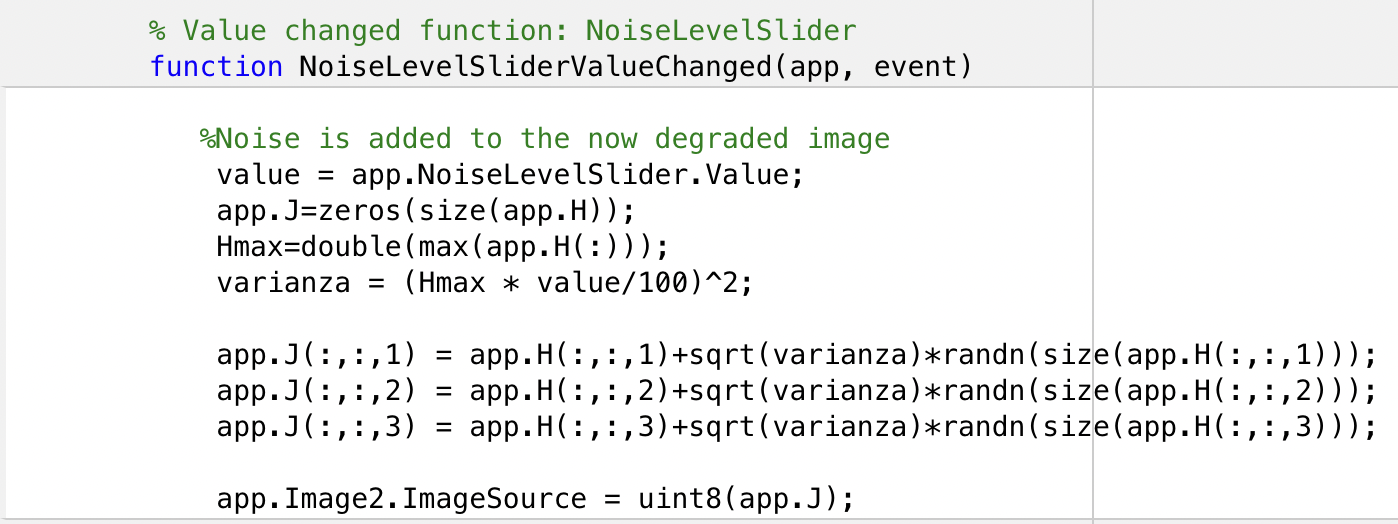 % Value changed function: NoiseLevelSlider
function NoiseLevelSliderValueChanged(app, event)
%Noise is added to the now degraded image
value = app.NoiseLevelSlider.Value;
app.J=zeros(size(app.H));
Hmax=double(max(app.H(:)));
varianza = (Hmax * value/100)^2;
app.J(:,:,1) = app.H(:,:,1)+sqrt(varianza)*randn(size(app.H(:,:,1)));
app.J(:,:,2) = app.H(:,:,2)+sqrt(varianza)*randn(size(app.H(:,:,2)));
app.J(:,:,3) = app.H(:,:,3)+sqrt(varianza)*randn(size(app.H(:,:,3)));
app.Image2.ImageSource = uint8(app.J);